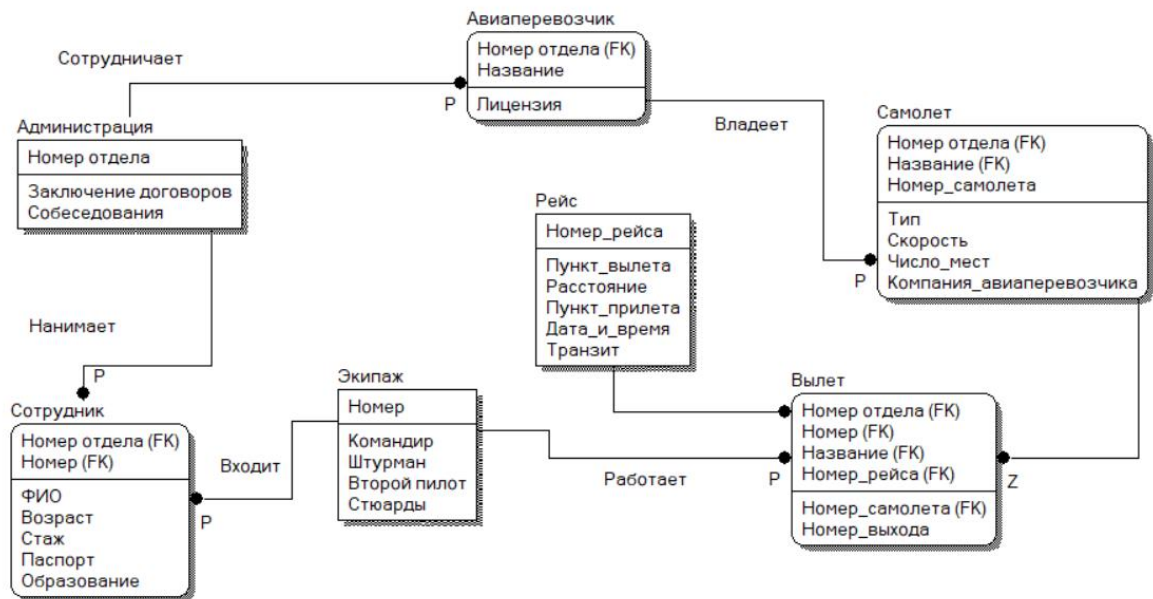 Авиаперевозчик
Номер отдела (FK)
Название
Лицензия
Сотрудничает
P
Администрация
Номер отдела
Заключение договоров
Собеседования
Владеет
P
Самолет
Номер отдела (FK)
Название (FK)
Номер_самолета
Тип
Скорость
Число_мест
Компания_авиаперевозчика
Рейс
Номер_рейса
Пункт_вылета
Расстояние
Пункт_прилета
Дата_и_время
Транзит
Нанимает
P
Сотрудник
Номер отдела (FK)
Номер (FK)
ФИО
Возраст
Стаж
Паспорт
Образование
Входит
P
Экипаж
Номер
Командир
Штурман
Второй пилот
Стюарды
Работает
P
Вылет
Номер отдела (FK)
Номер (FK)
Название (FK)
Номер_рейса (FK)
Номер_самолета (FK)
Номер_выхода
Z